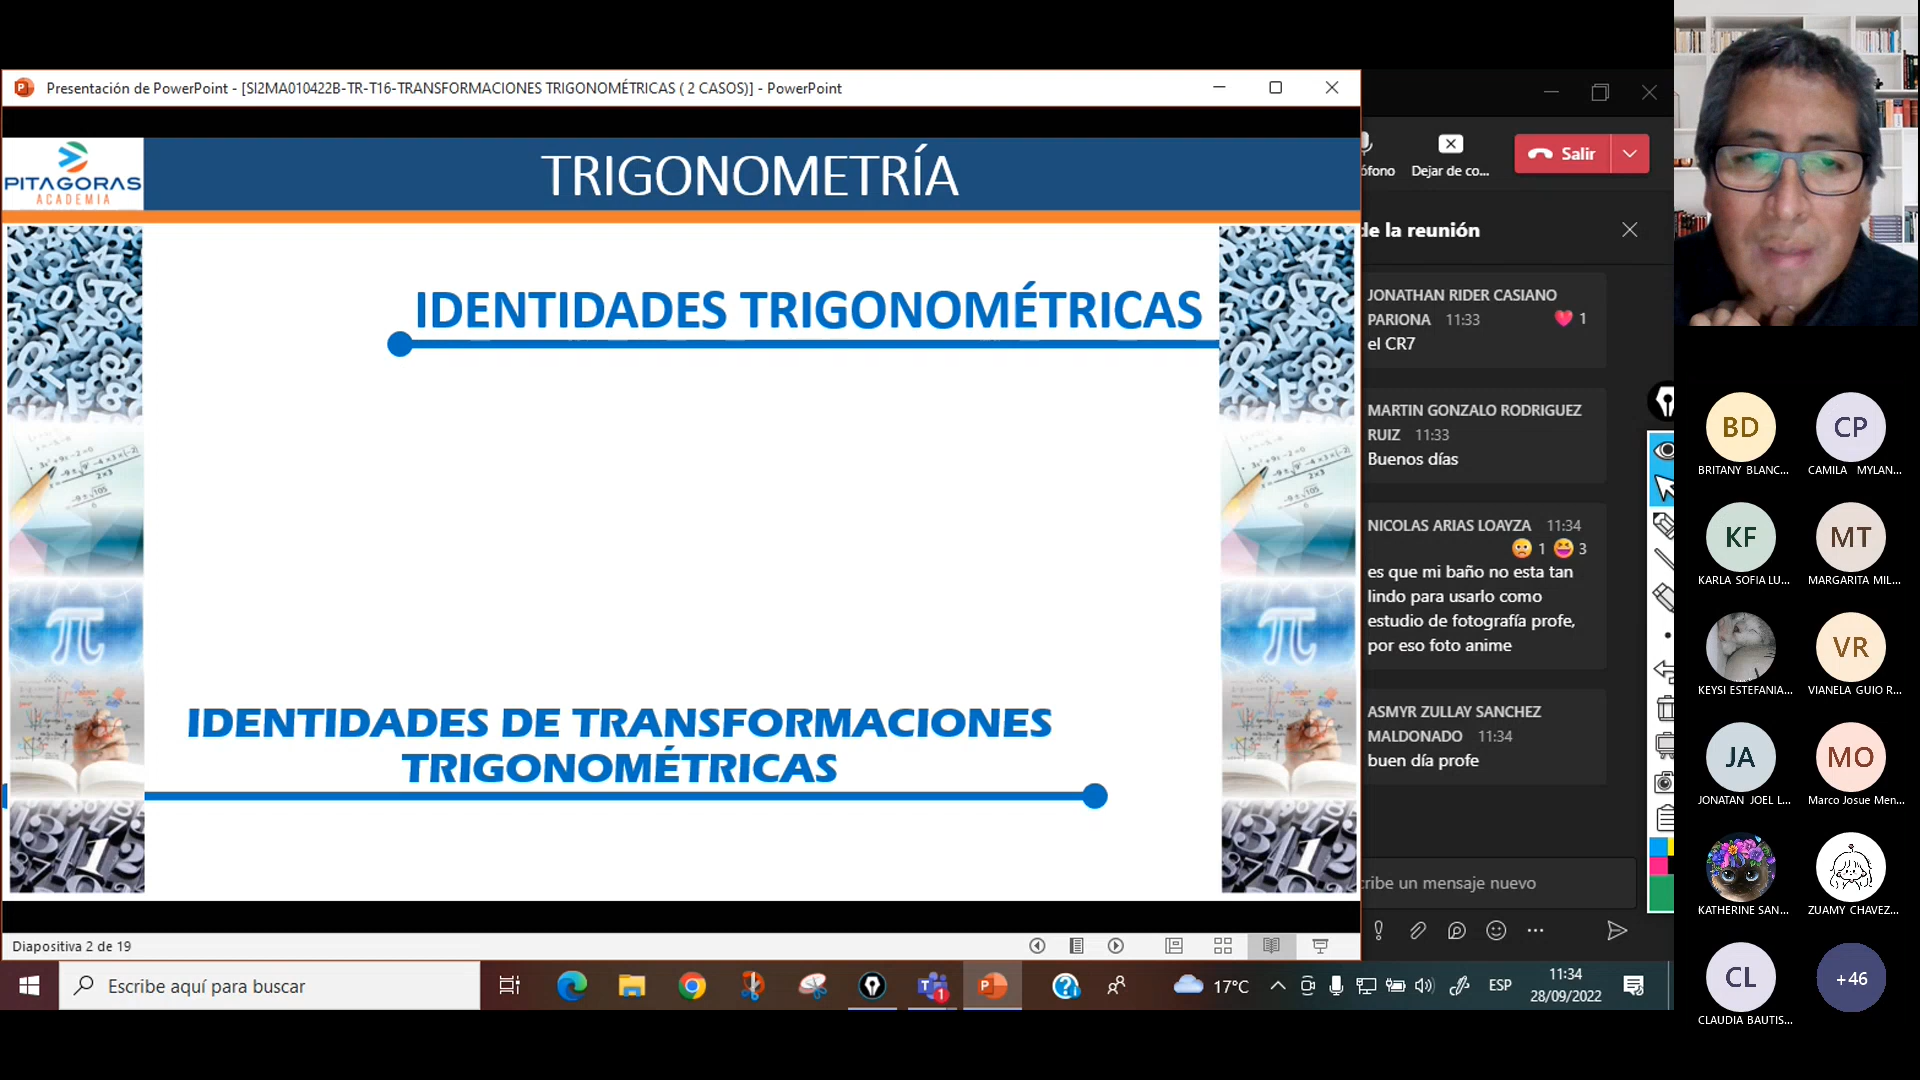 Presentación de PowerPoint - [SI2MA010422B-TR-T16-TRANSFORMACIONES TRIGONOMÉTRICAS ( 2 CASOS)] - PowerPoint
PITAGORAS
ACADEMIA
TRIGONOMETRÍA
IDENTIDADES TRIGONOMÉTRICAS
IDENTIDADES DE TRANSFORMACIONES
TRIGONOMÉTRICAS
Diapositiva 2 de 19
ófono
Dejar de co...
Salir
de la reunión
JONATHAN RIDER CASIANO
PARIONA 11:33
1
el CR7
MARTIN GONZALO RODRIGUEZ
RUIZ 11:33
Buenos días
NICOLAS ARIAS LOAYZA 11:34
1 3
es que mi baño no esta tan
lindo para usarlo como
estudio de fotografía profe,
por eso foto anime
ASMYR ZULLAY SANCHEZ
MALDONADO 11:34
buen día profe
cribe un mensaje nuevo
BD
BRITANY BLANC...
CP
CAMILA MYLAN...
KF
KARLA SOFIA LU...
MT
MARGARITA MIL...
KEYSI ESTEFANIA...
VR
VIANELA GUIO R...
JA
JONATAN JOEL L...
MO
Marco Josue Men...
KATHERINE SAN...
ZUAMY CHAVEZ...
CL
CLAUDIA BAUTIS...
+46
Escribe aquí para buscar
1
17°C
ESP
11:34
28/09/2022